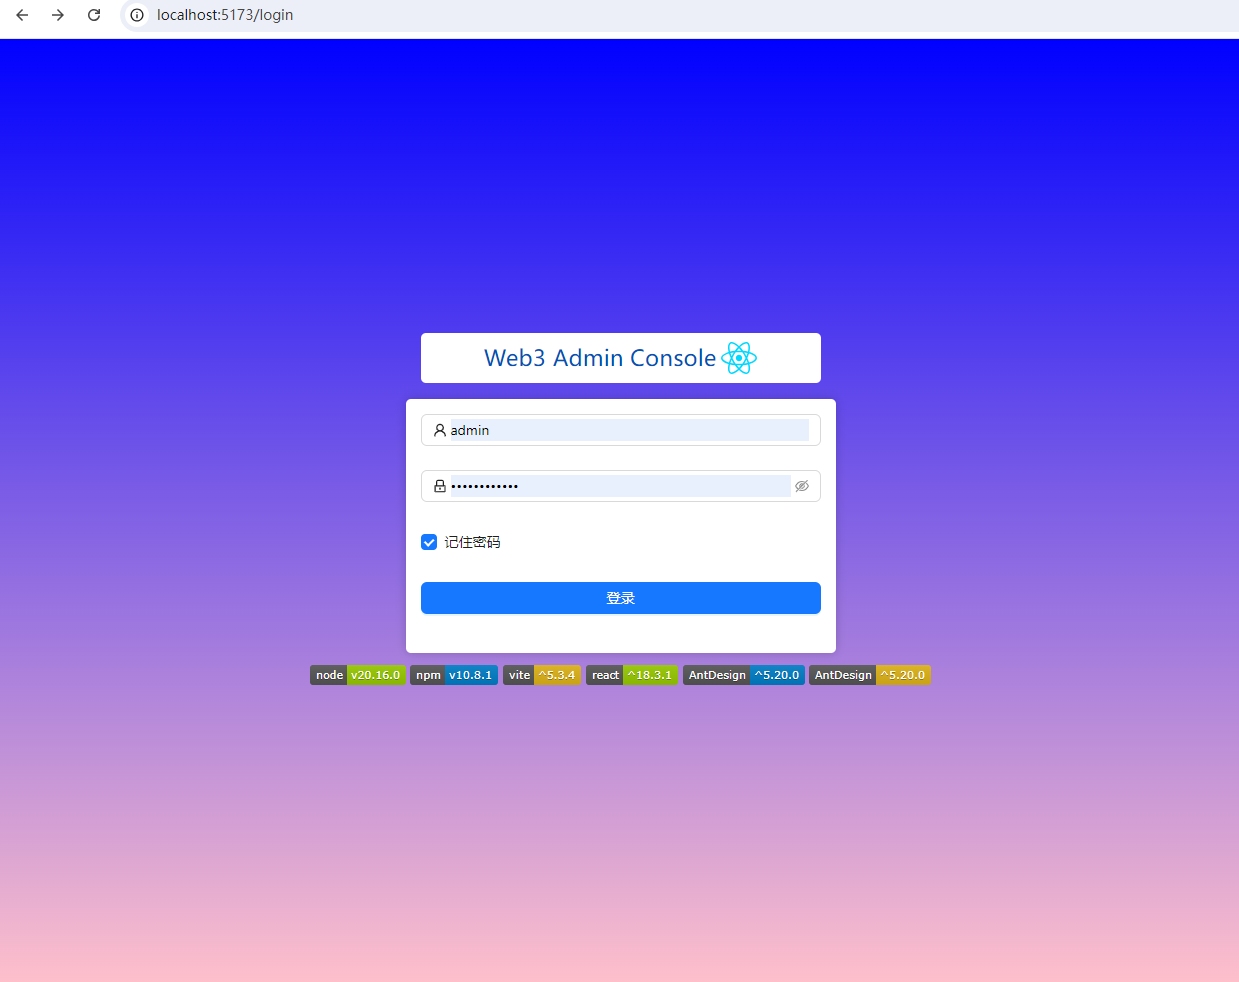 localhost:5173/login
Web3 Admin Console
admin
••••••••••••
记住密码
登录
node v20.16.0 npm v10.8.1 vite ^5.3.4 react ^18.3.1 AntDesign ^5.20.0 AntDesign ^5.20.0